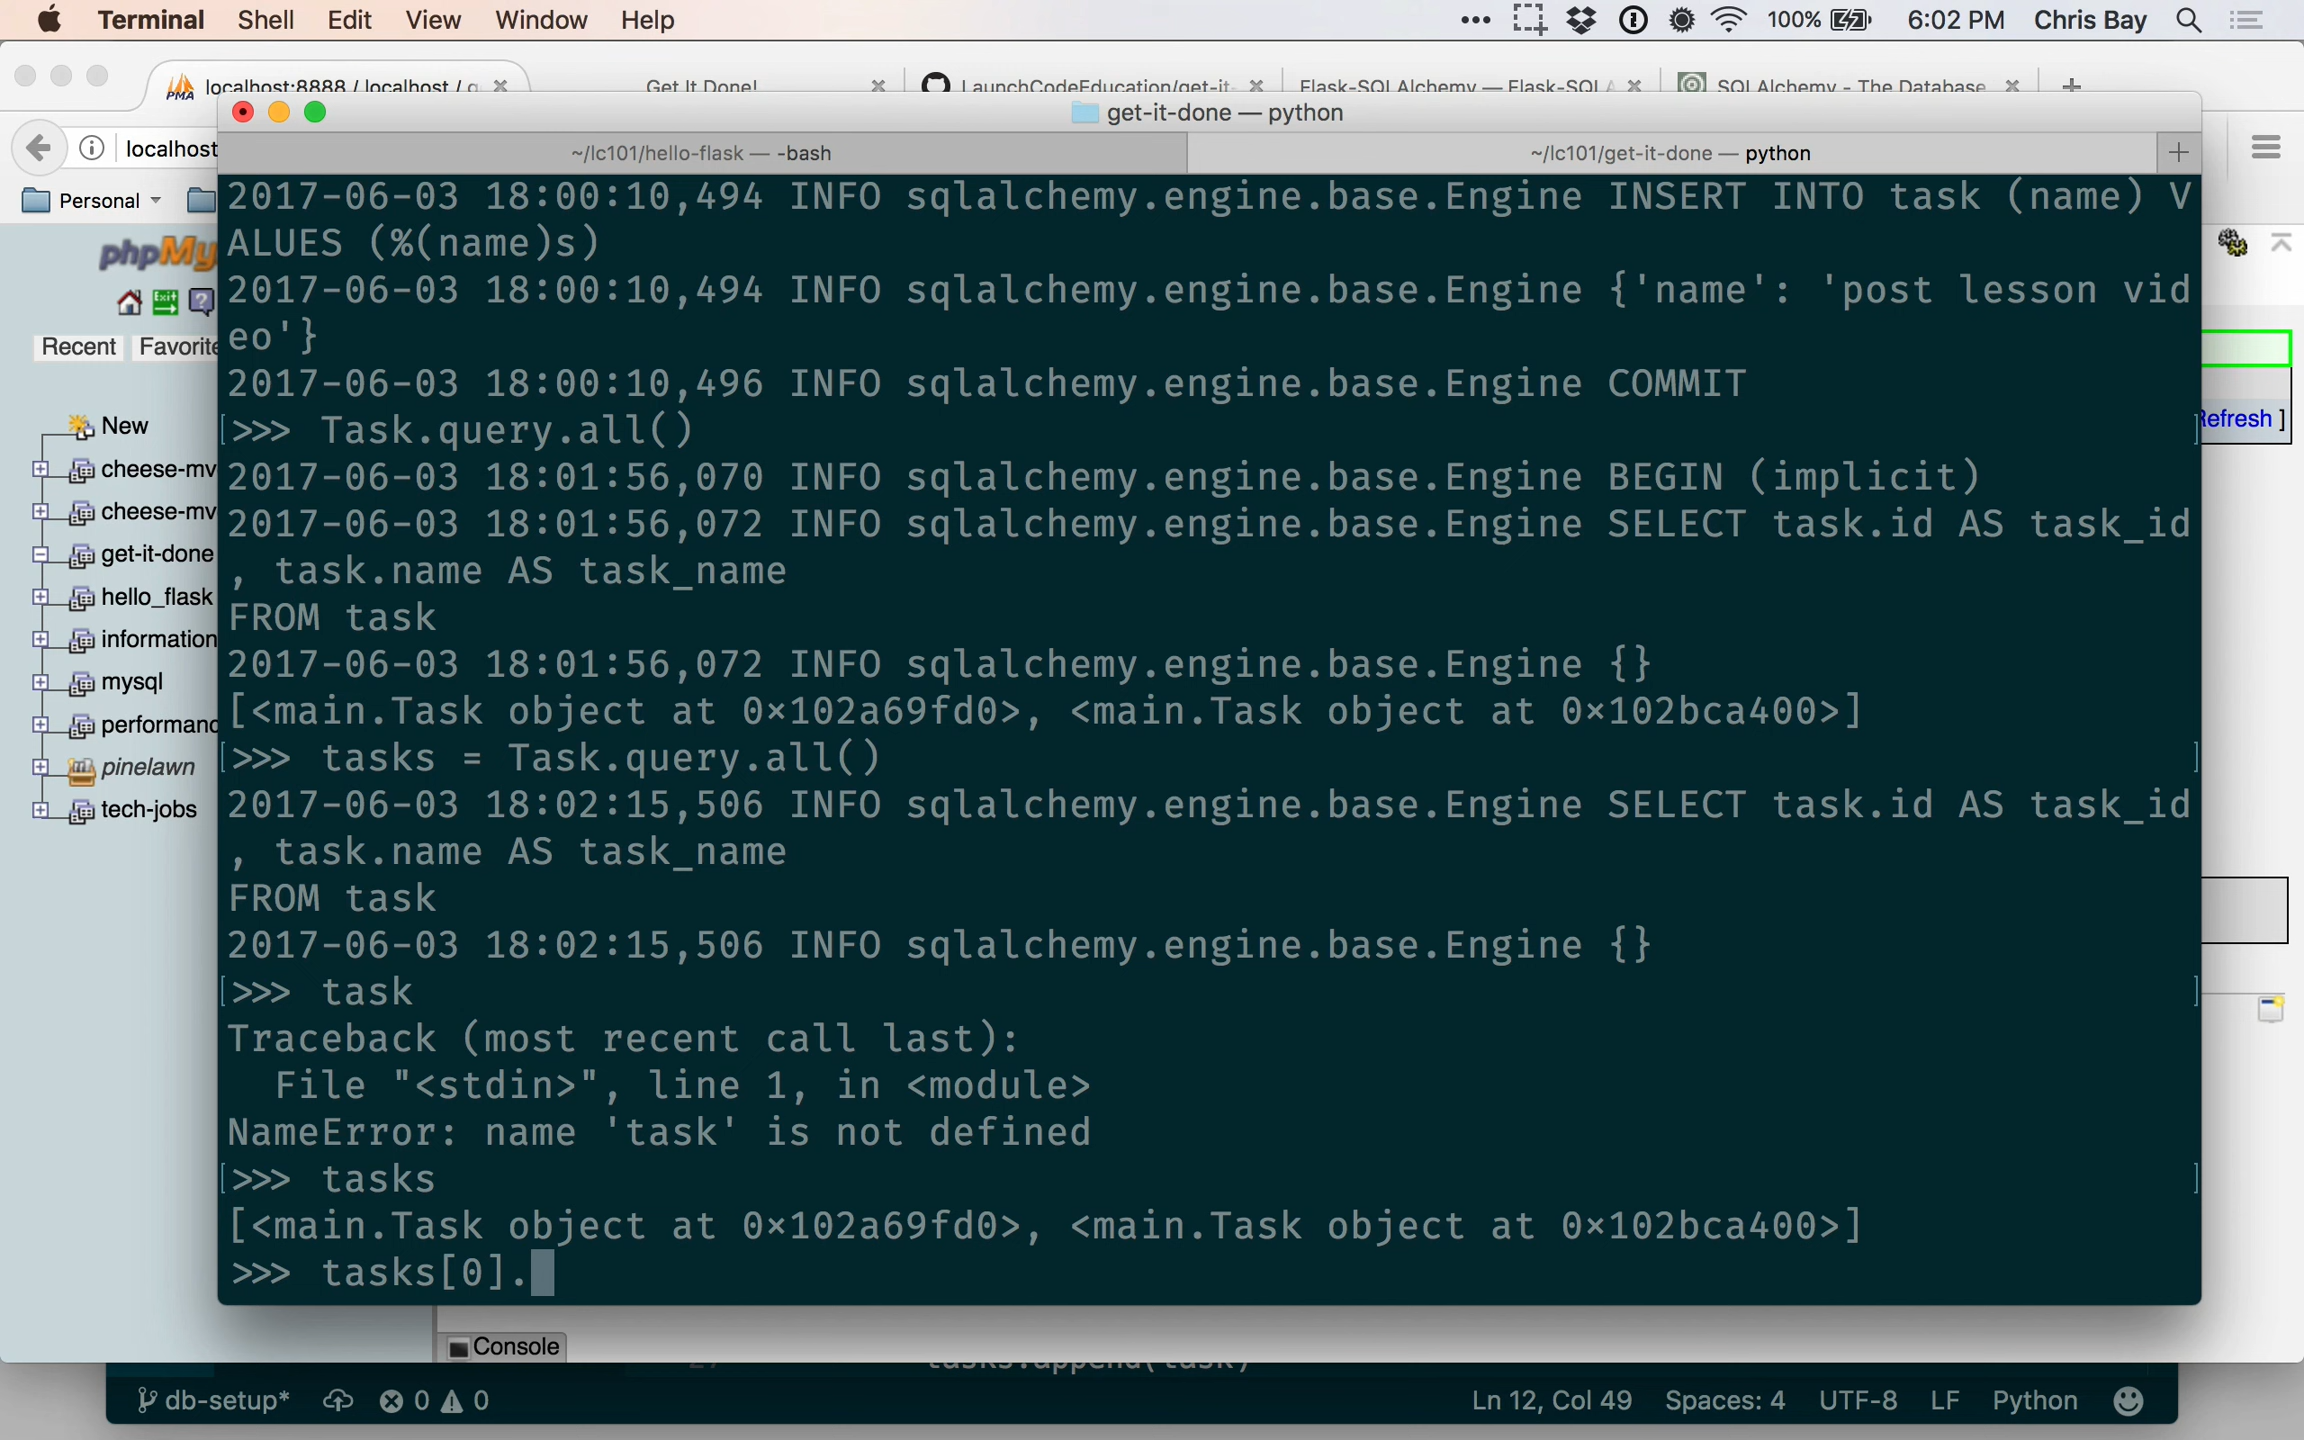 Terminal Shell Edit View Window Help 100% 6:02 PM Chris Bay
localhost:8888 / localhost / g Get It Done! LaunchCodeEducation/get-it- Flask-SQLAlchemy — Flask-SQLA SQLAlchemy - The Database
get-it-done — python
localhost
~/lc101/hello-flask — -bash ~/lc101/get-it-done — python
Personal
phpMy
PMA
Exit
Recent Favorite
New
cheese-mv
cheese-mv
get-it-done
hello_flask
information
mysql
performanc
pinelawn
tech-jobs
2017-06-03 18:00:10,494 INFO sqlalchemy.engine.base.Engine INSERT INTO task (name) V
ALUES (%(name)s)
2017-06-03 18:00:10,494 INFO sqlalchemy.engine.base.Engine {'name': 'post lesson vid
eo'}
2017-06-03 18:00:10,496 INFO sqlalchemy.engine.base.Engine COMMIT
[>>> Task.query.all() ]
2017-06-03 18:01:56,070 INFO sqlalchemy.engine.base.Engine BEGIN (implicit)
2017-06-03 18:01:56,072 INFO sqlalchemy.engine.base.Engine SELECT task.id AS task_id
, task.name AS task_name
FROM task
2017-06-03 18:01:56,072 INFO sqlalchemy.engine.base.Engine {}
[<main.Task object at 0x102a69fd0>, <main.Task object at 0x102bca400>]
[>>> tasks = Task.query.all() ]
2017-06-03 18:02:15,506 INFO sqlalchemy.engine.base.Engine SELECT task.id AS task_id
, task.name AS task_name
FROM task
2017-06-03 18:02:15,506 INFO sqlalchemy.engine.base.Engine {}
[>>> task ]
Traceback (most recent call last):
  File "<stdin>", line 1, in <module>
NameError: name 'task' is not defined
[>>> tasks ]
[<main.Task object at 0x102a69fd0>, <main.Task object at 0x102bca400>]
>>> tasks[0].
Refresh ]
Console
tasks.append(task)
db-setup* 0 0 Ln 12, Col 49 Spaces: 4 UTF-8 LF Python